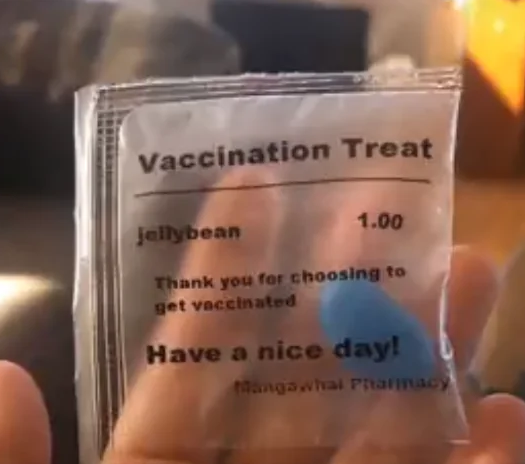 Vaccination Treat
jellybean 1.00
Thank you for choosing to
get vaccinated
Have a nice day!
Mangawhai Pharmacy